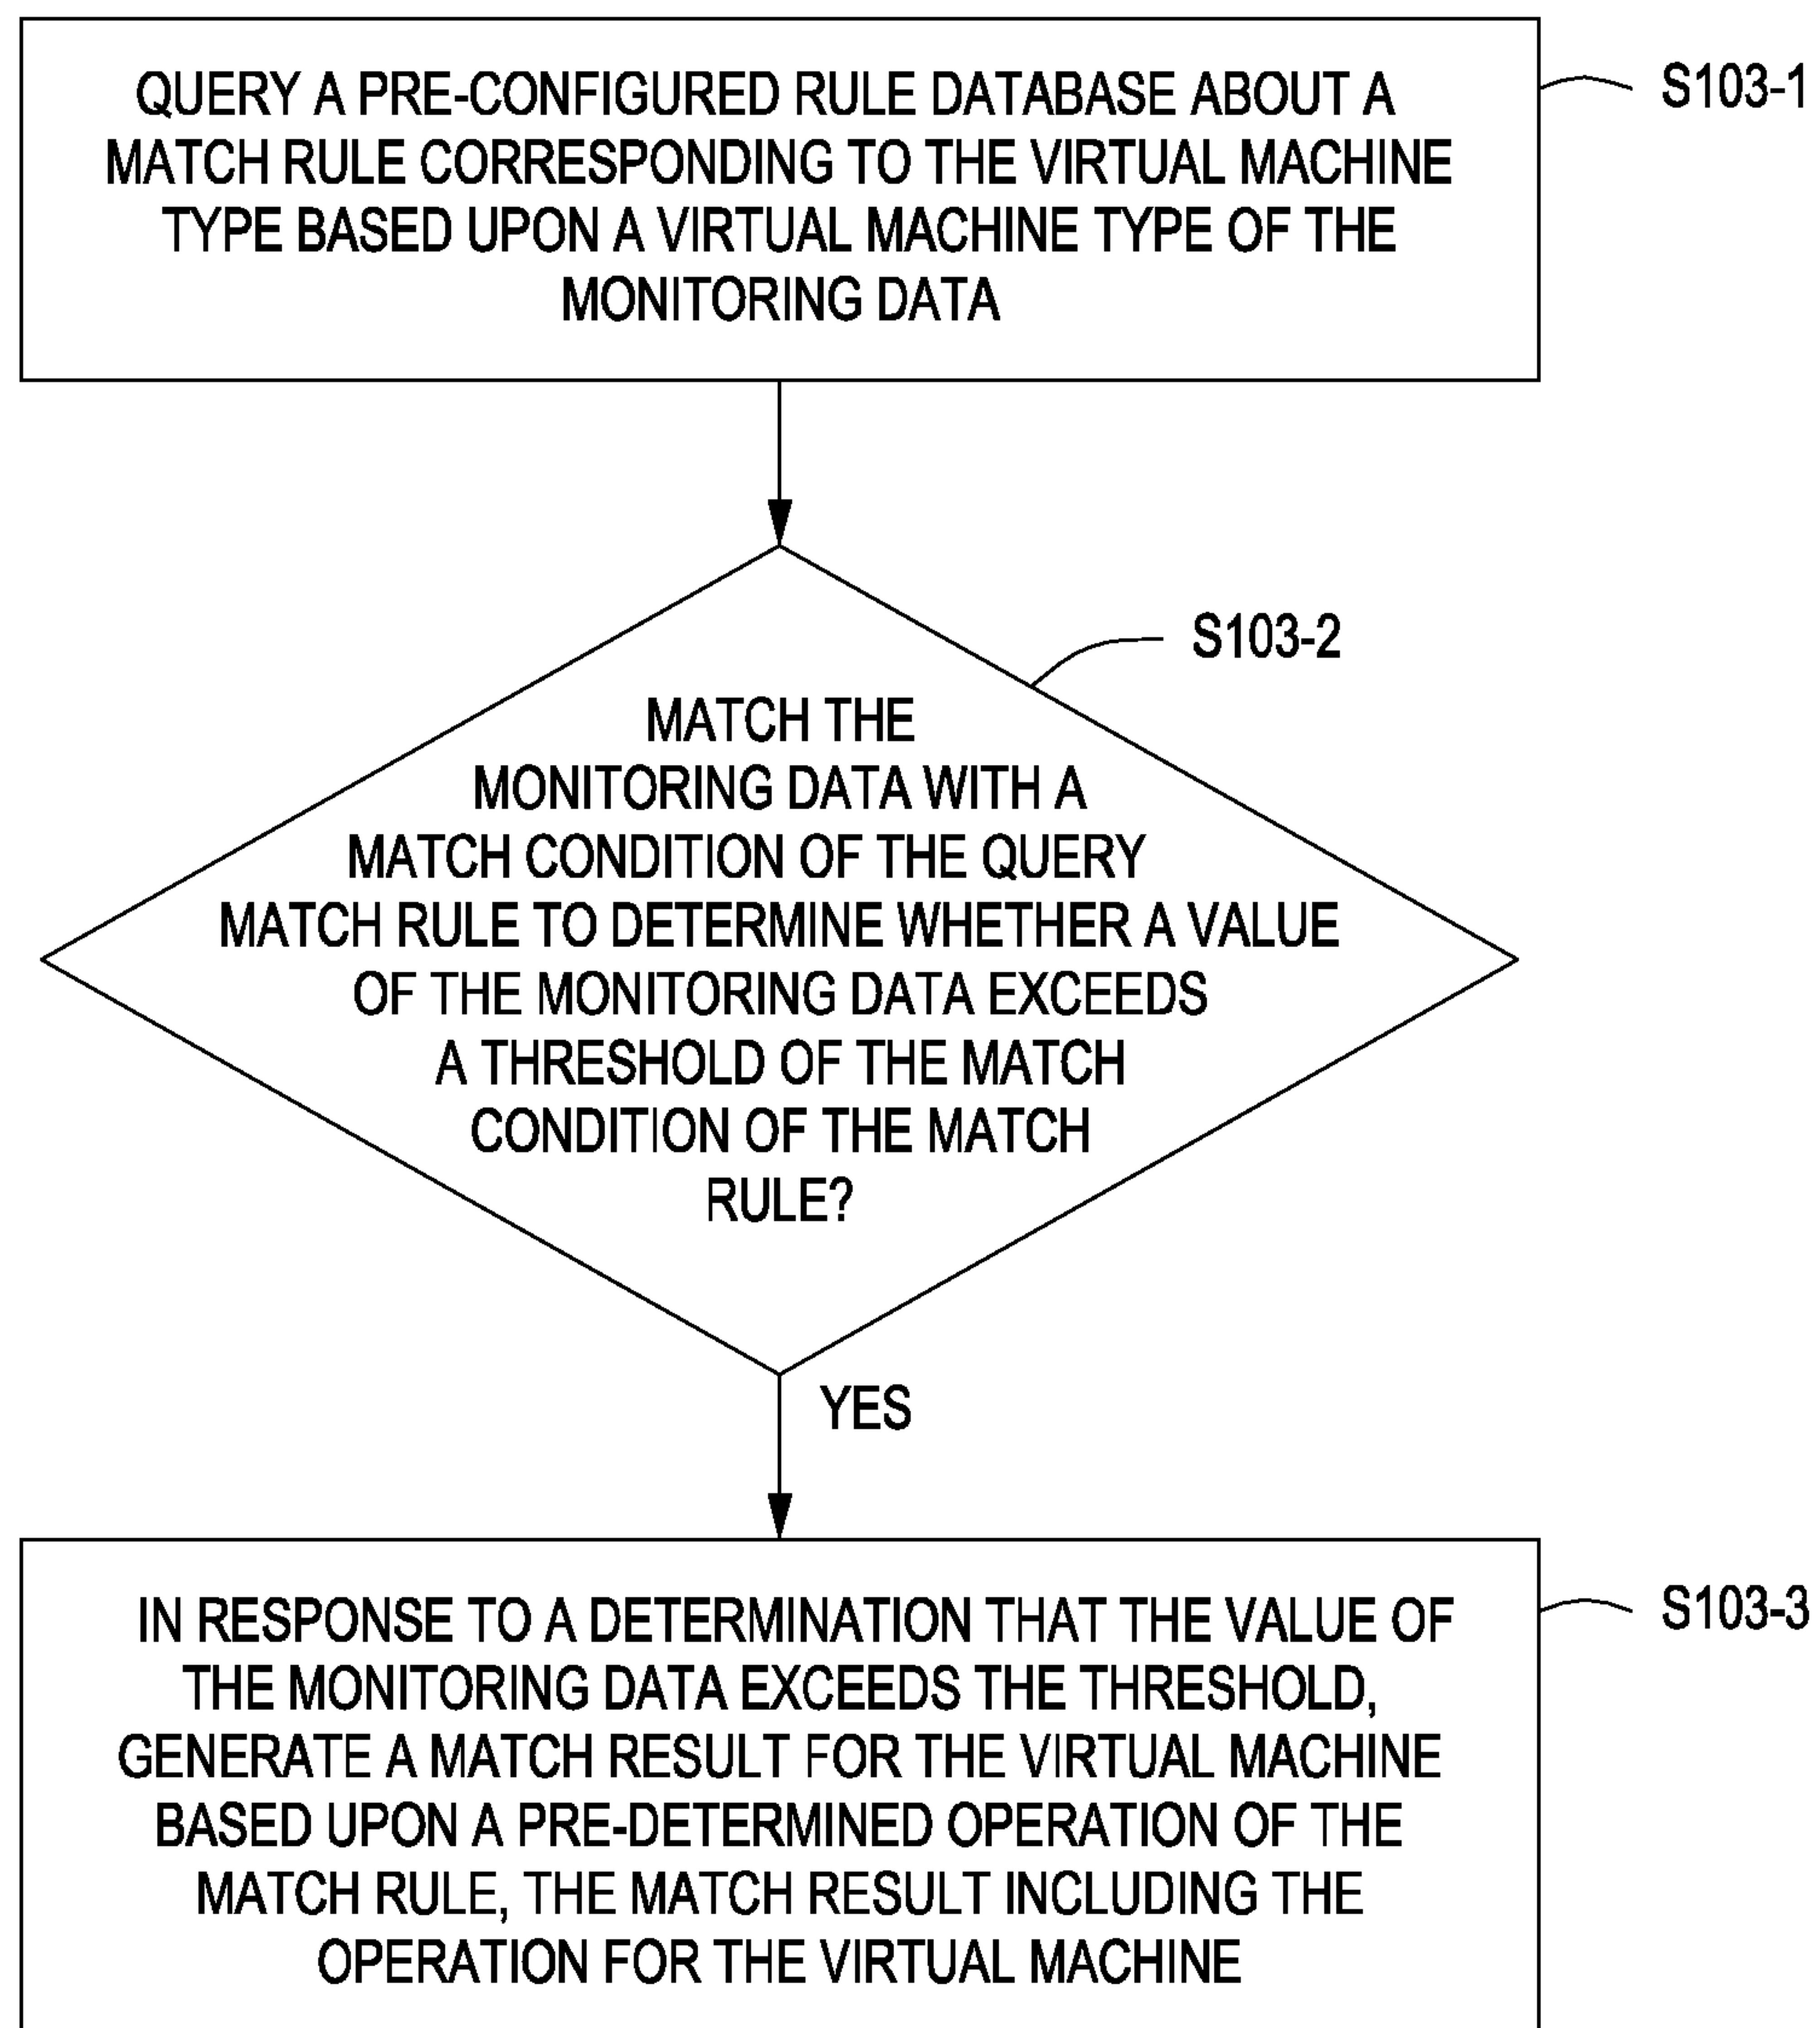 QUERY A PRE-CONFIGURED RULE DATABASE ABOUT A
MATCH RULE CORRESPONDING TO THE VIRTUAL MACHINE
TYPE BASED UPON A VIRTUAL MACHINE TYPE OF THE
MONITORING DATA
S103-1
S103-2
MATCH THE
MONITORING DATA WITH A
MATCH CONDITION OF THE QUERY
MATCH RULE TO DETERMINE WHETHER A VALUE
OF THE MONITORING DATA EXCEEDS
A THRESHOLD OF THE MATCH
CONDITION OF THE MATCH
RULE?
YES
IN RESPONSE TO A DETERMINATION THAT THE VALUE OF
THE MONITORING DATA EXCEEDS THE THRESHOLD,
GENERATE A MATCH RESULT FOR THE VIRTUAL MACHINE
BASED UPON A PRE-DETERMINED OPERATION OF THE
MATCH RULE, THE MATCH RESULT INCLUDING THE
OPERATION FOR THE VIRTUAL MACHINE
S103-3